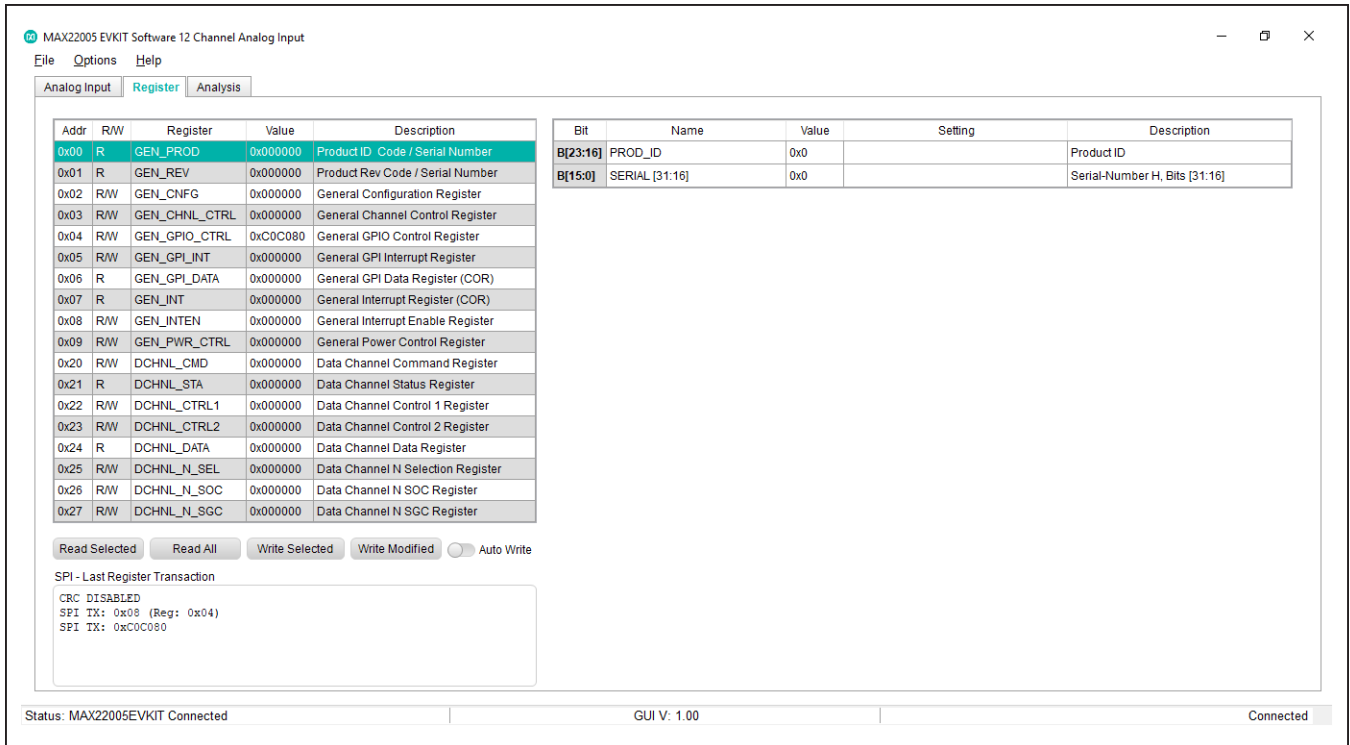 MAX22005 EVKIT Software 12 Channel Analog Input
File Options Help
Analog Input Register Analysis
Addr R/W Register Value Description
0x00 R GEN_PROD 0x000000 Product ID Code / Serial Number
0x01 R GEN_REV 0x000000 Product Rev Code / Serial Number
0x02 R/W GEN_CNFG 0x000000 General Configuration Register
0x03 R/W GEN_CHNL_CTRL 0x000000 General Channel Control Register
0x04 R/W GEN_GPIO_CTRL 0xC0C080 General GPIO Control Register
0x05 R/W GEN_GPI_INT 0x000000 General GPI Interrupt Register
0x06 R GEN_GPI_DATA 0x000000 General GPI Data Register (COR)
0x07 R GEN_INT 0x000000 General Interrupt Register (COR)
0x08 R/W GEN_INTEN 0x000000 General Interrupt Enable Register
0x09 R/W GEN_PWR_CTRL 0x000000 General Power Control Register
0x20 R/W DCHNL_CMD 0x000000 Data Channel Command Register
0x21 R DCHNL_STA 0x000000 Data Channel Status Register
0x22 R/W DCHNL_CTRL1 0x000000 Data Channel Control 1 Register
0x23 R/W DCHNL_CTRL2 0x000000 Data Channel Control 2 Register
0x24 R DCHNL_DATA 0x000000 Data Channel Data Register
0x25 R/W DCHNL_N_SEL 0x000000 Data Channel N Selection Register
0x26 R/W DCHNL_N_SOC 0x000000 Data Channel N SOC Register
0x27 R/W DCHNL_N_SGC 0x000000 Data Channel N SGC Register
Read Selected Read All Write Selected Write Modified Auto Write
SPI - Last Register Transaction
CRC DISABLED
SPI TX: 0x08 (Reg: 0x04)
SPI TX: 0xC0C080
Bit Name Value Setting Description
B[23:16] PROD_ID 0x0 Product ID
B[15:0] SERIAL [31:16] 0x0 Serial-Number H, Bits [31:16]
Status: MAX22005EVKIT Connected GUI V: 1.00 Connected